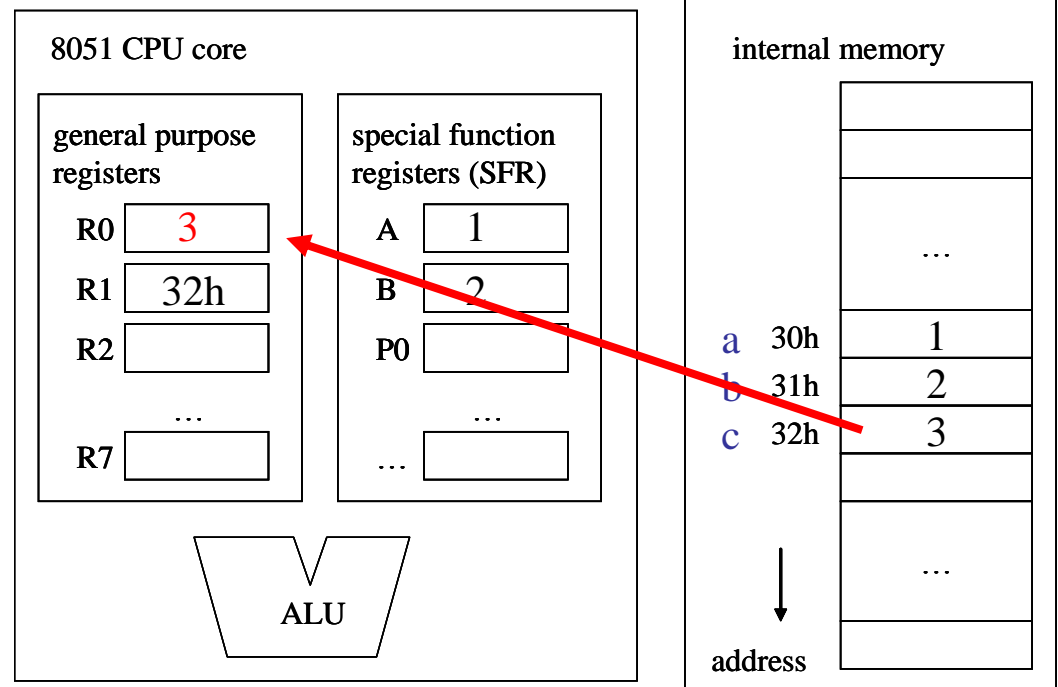 8051 CPU core
general purpose
registers
R0 3
R1 32h
R2
...
R7
special function
registers (SFR)
A 1
B 2
P0
...
...
ALU
internal memory
...
a 30h 1
b 31h 2
c 32h 3
...
address